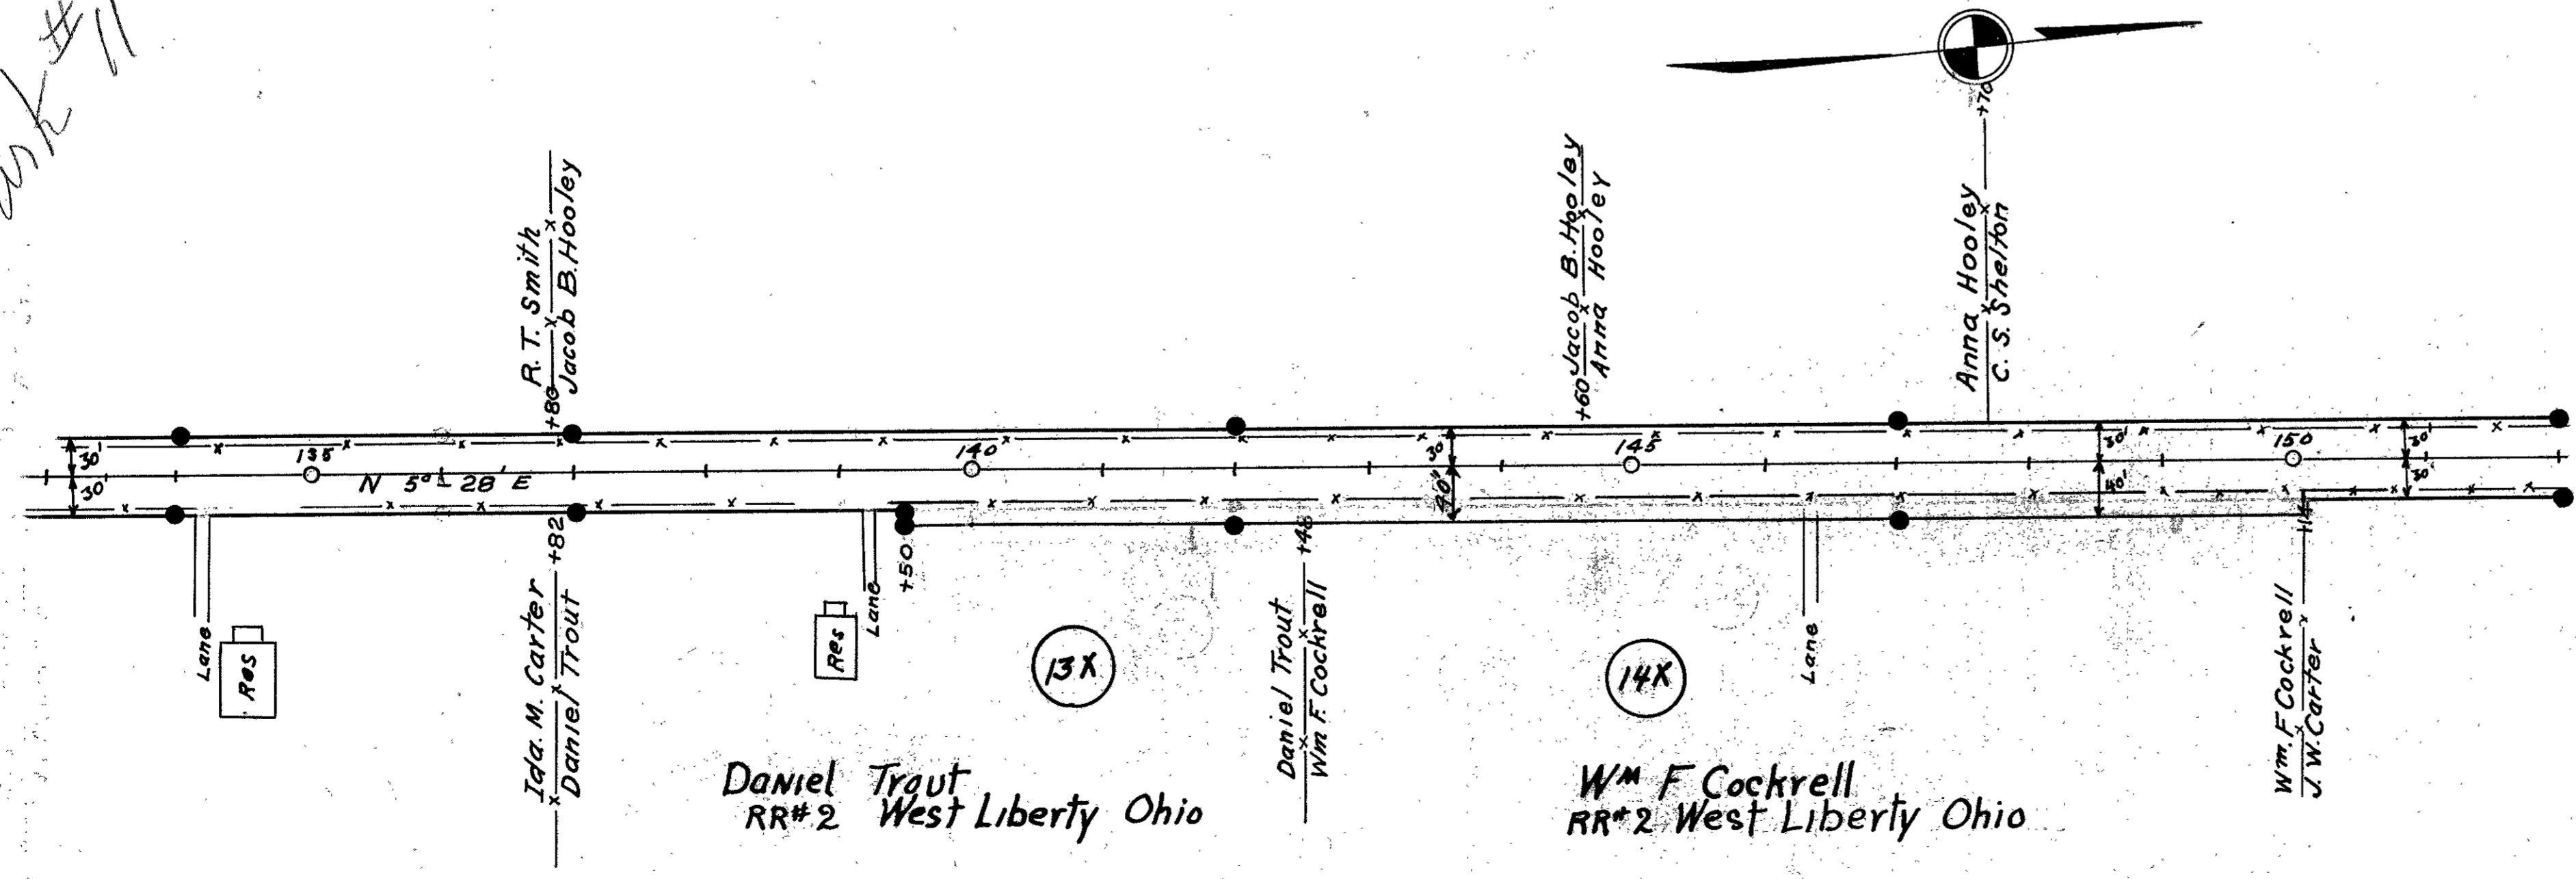 #11
+70
R. T. Smith
Jacob B. Hooley
+80
+60 Jacob B. Hooley
Anna Hooley
Anna Hooley
C. S. Shelton
30'
30'
135
N 5° - 28' E
140
30'
40'
145
30'
40'
150
30'
30'
Lane
Res
+82
Ida. M. Carter
Daniel Trout
Res
Lane
+50
13X
+48
Daniel Trout
Wm. F. Cockrell
14X
Lane
+14
Wm. F Cockrell
J. W. Carter
Daniel Trout
RR#2 West Liberty Ohio
Wm F Cockrell
RR#2 West Liberty Ohio